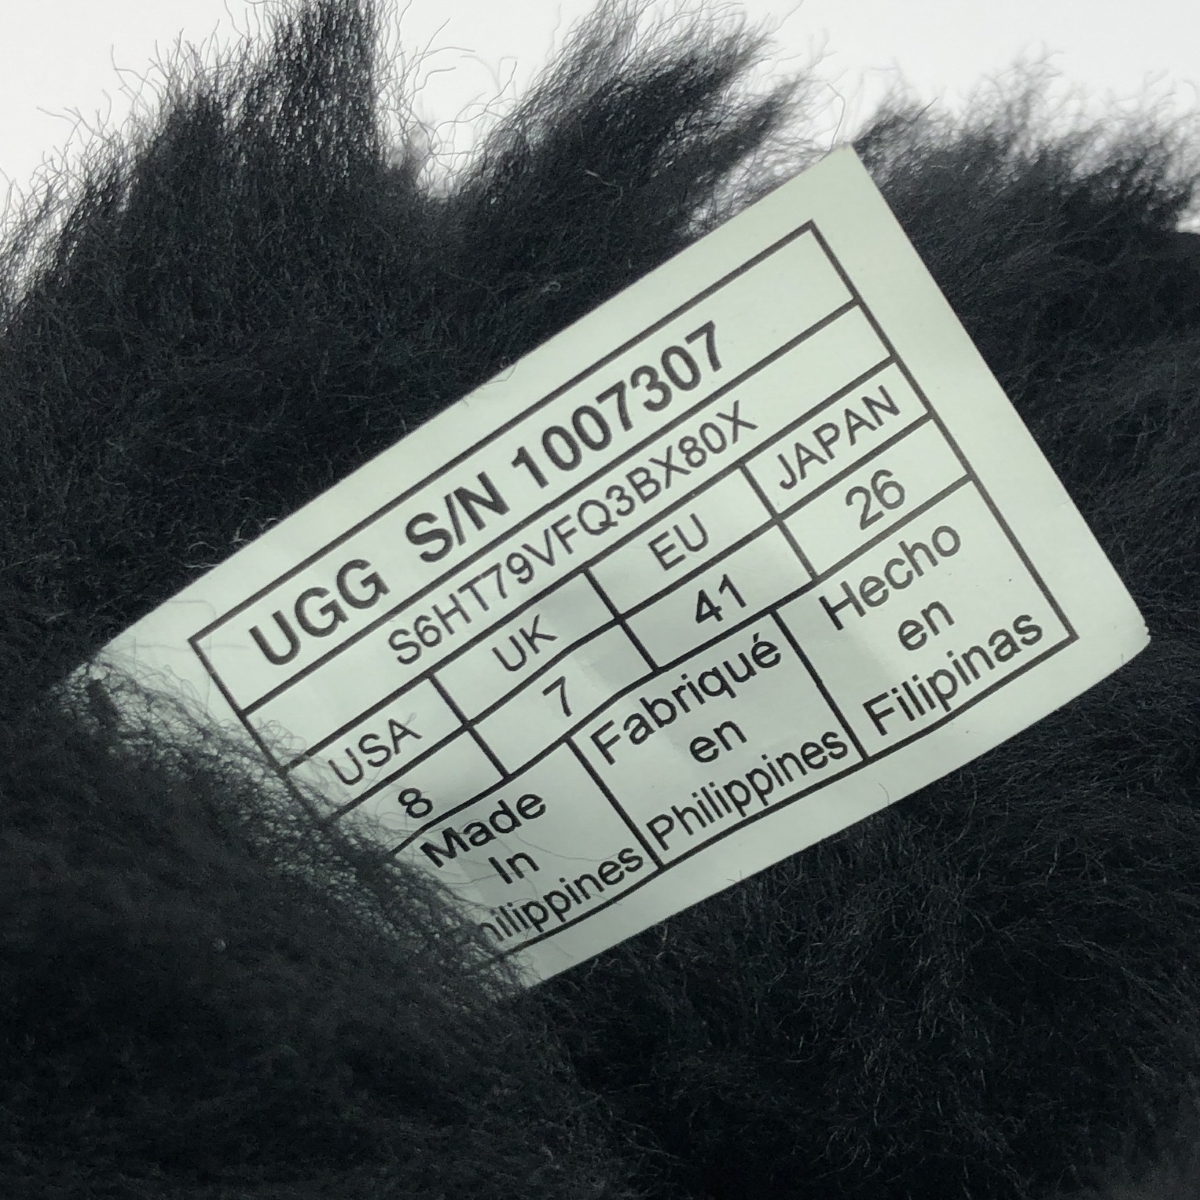 UGG S/N 1007307
S6HT79VFQ3BX80X
USA UK EU JAPAN
8 7 41 26
Made
In
hilippines
Fabriqué
en
Philippines
Hecho
en
Filipinas